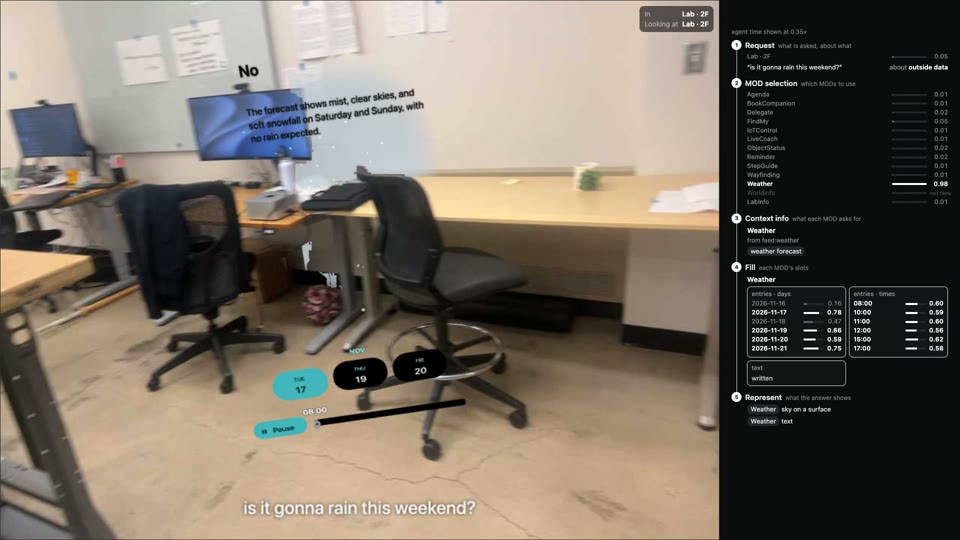 In Lab · 2F
Looking at Lab · 2F
No
The forecast shows mist, clear skies, and
soft snowfall on Saturday and Sunday, with
no rain expected.
NOV
TUE
17
THU
19
FRI
20
08:00
Pause
is it gonna rain this weekend?
agent time shown at 0.35x
1 Request what is asked, about what
Lab · 2F 0.05
"is it gonna rain this weekend?" about outside data
2 MOD selection which MODs to use
Agenda 0.01
BookCompanion 0.01
Delegate 0.02
FindMy 0.05
IoTControl 0.01
LiveCoach 0.01
ObjectStatus 0.02
Reminder 0.02
StepGuide 0.01
Wayfinding 0.01
Weather 0.98
WorldInfo not here
LabInfo 0.01
3 Context info what each MOD asks for
Weather
from feed:weather
weather forecast
4 Fill each MOD's slots
Weather
entries · days
2026-11-16 0.16
2026-11-17 0.78
2026-11-18 0.47
2026-11-19 0.66
2026-11-20 0.59
2026-11-21 0.75
entries · times
08:00 0.60
10:00 0.59
11:00 0.60
12:00 0.56
15:00 0.62
17:00 0.58
text
written
5 Represent what the answer shows
Weather sky on a surface
Weather text